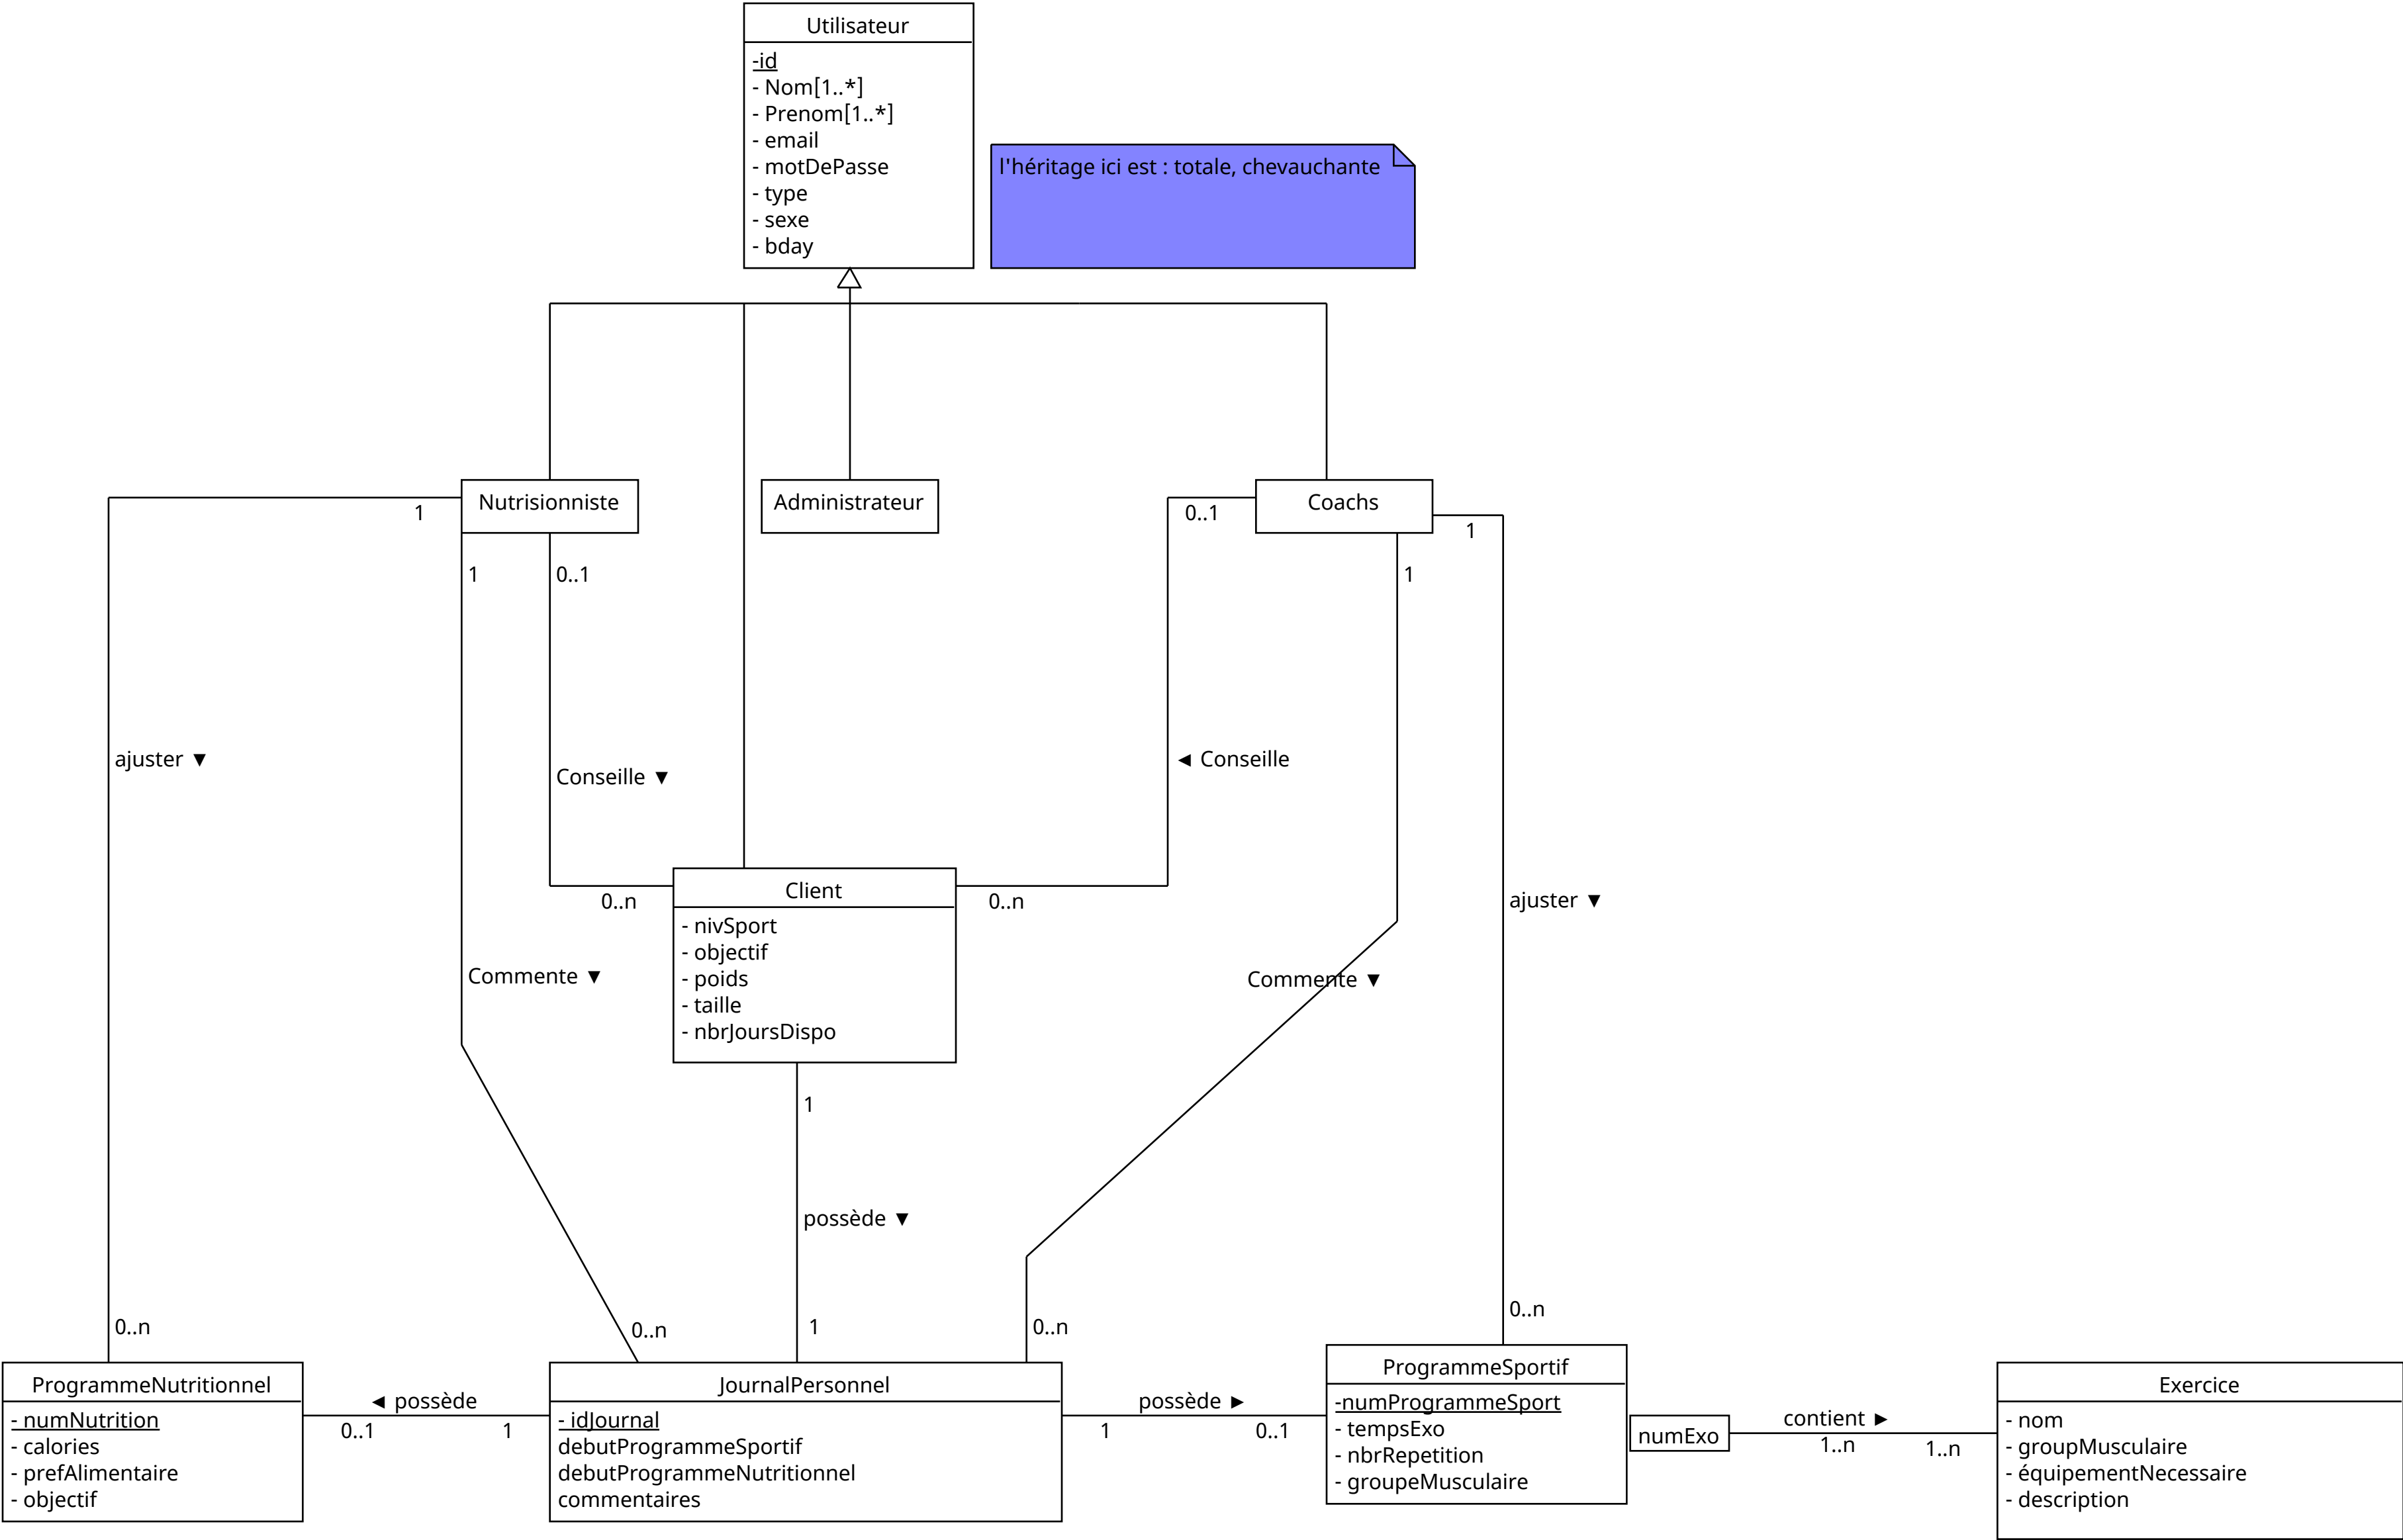 Utilisateur
-id
- Nom[1..*]
- Prenom[1..*]
- email
- motDePasse
- type
- sexe
- bday
l'héritage ici est : totale, chevauchante
Nutrisionniste
Administrateur
Coachs
1
0..1
1
1
0..1
1
ajuster ▼
Conseille ▼
◄ Conseille
ajuster ▼
Client
- nivSport
- objectif
- poids
- taille
- nbrJoursDispo
0..n
0..n
Commente ▼
Commente ▼
1
possède ▼
1
0..n
0..n
0..n
0..n
ProgrammeNutritionnel
- numNutrition
- calories
- prefAlimentaire
- objectif
◄ possède
0..1
1
JournalPersonnel
- idJournal
debutProgrammeSportif
debutProgrammeNutritionnel
commentaires
possède ►
1
0..1
ProgrammeSportif
-numProgrammeSport
- tempsExo
- nbrRepetition
- groupeMusculaire
numExo
contient ►
1..n
1..n
Exercice
- nom
- groupMusculaire
- équipementNecessaire
- description